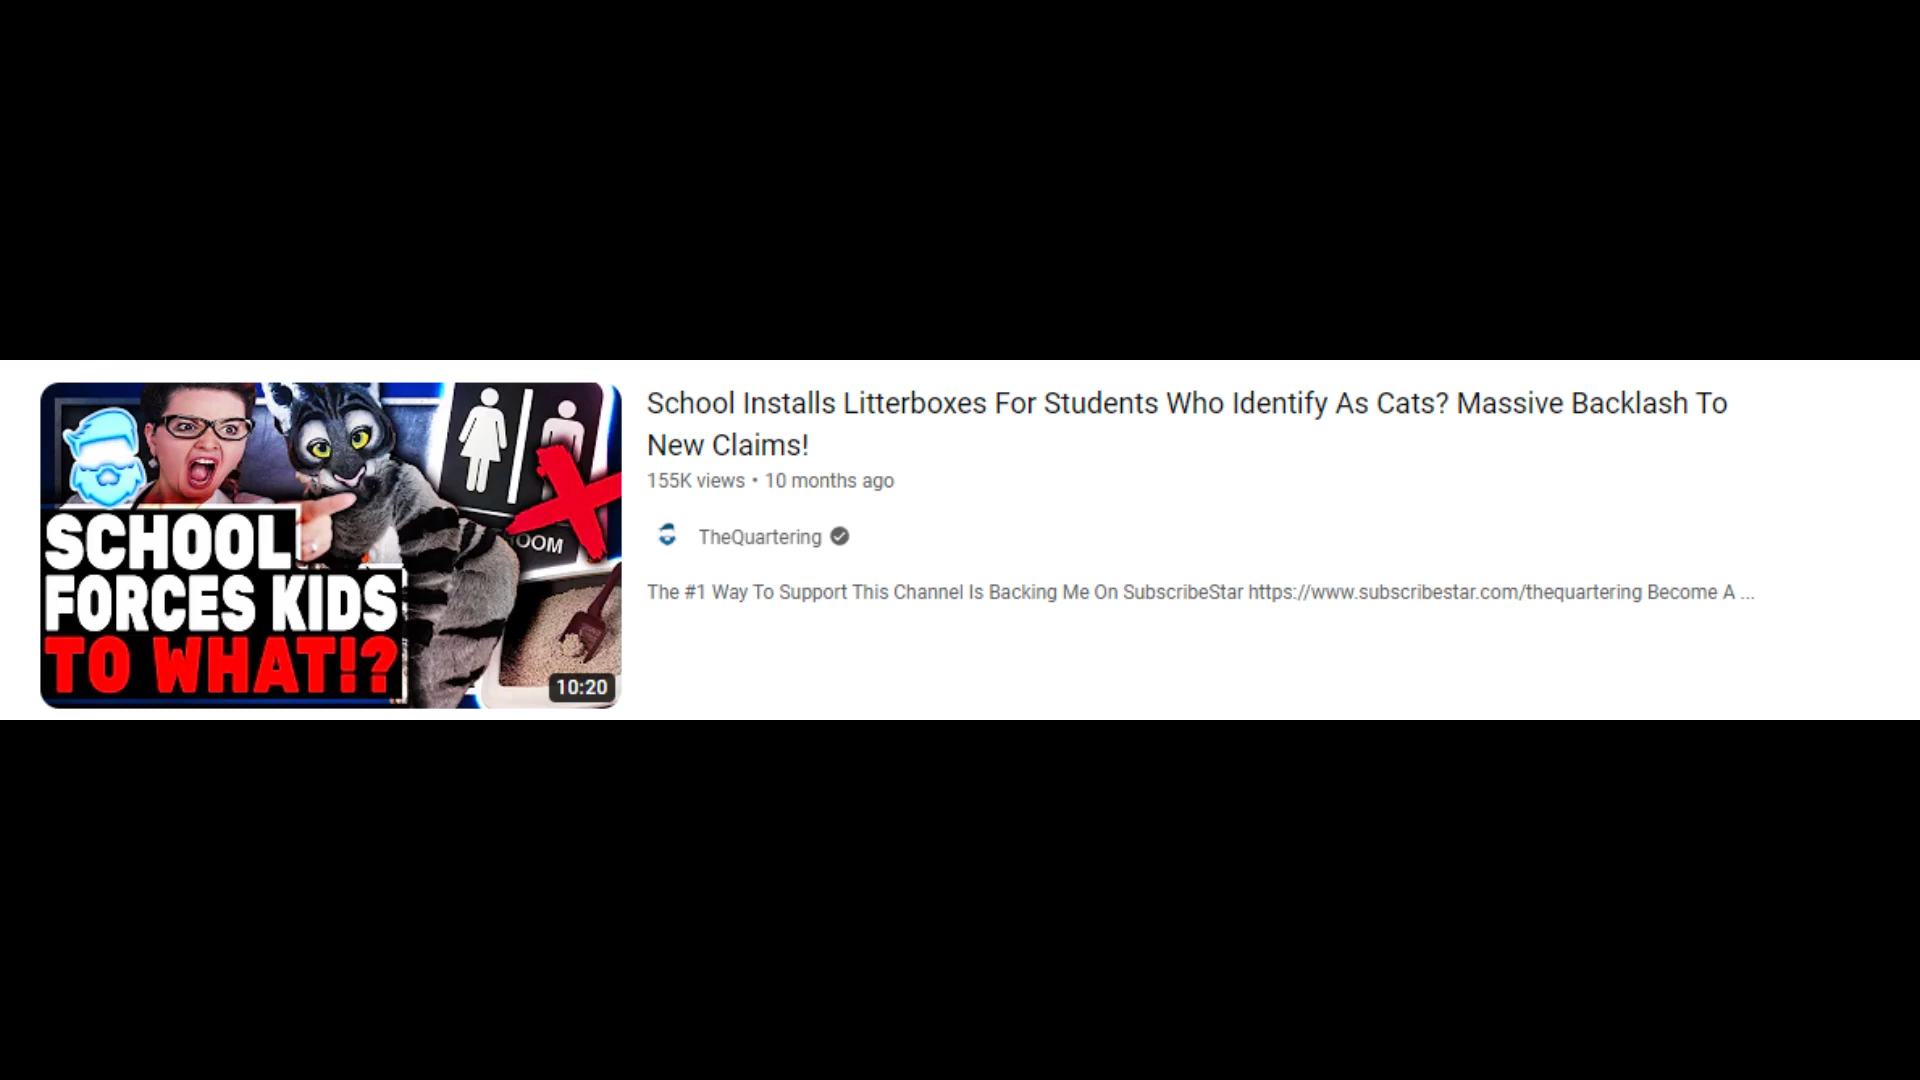 SCHOOL
FORCES KIDS
TO WHAT!?
OOM
10:20
School Installs Litterboxes For Students Who Identify As Cats? Massive Backlash To
New Claims!
155K views • 10 months ago
TheQuartering
The #1 Way To Support This Channel Is Backing Me On SubscribeStar https://www.subscribestar.com/thequartering Become A ...